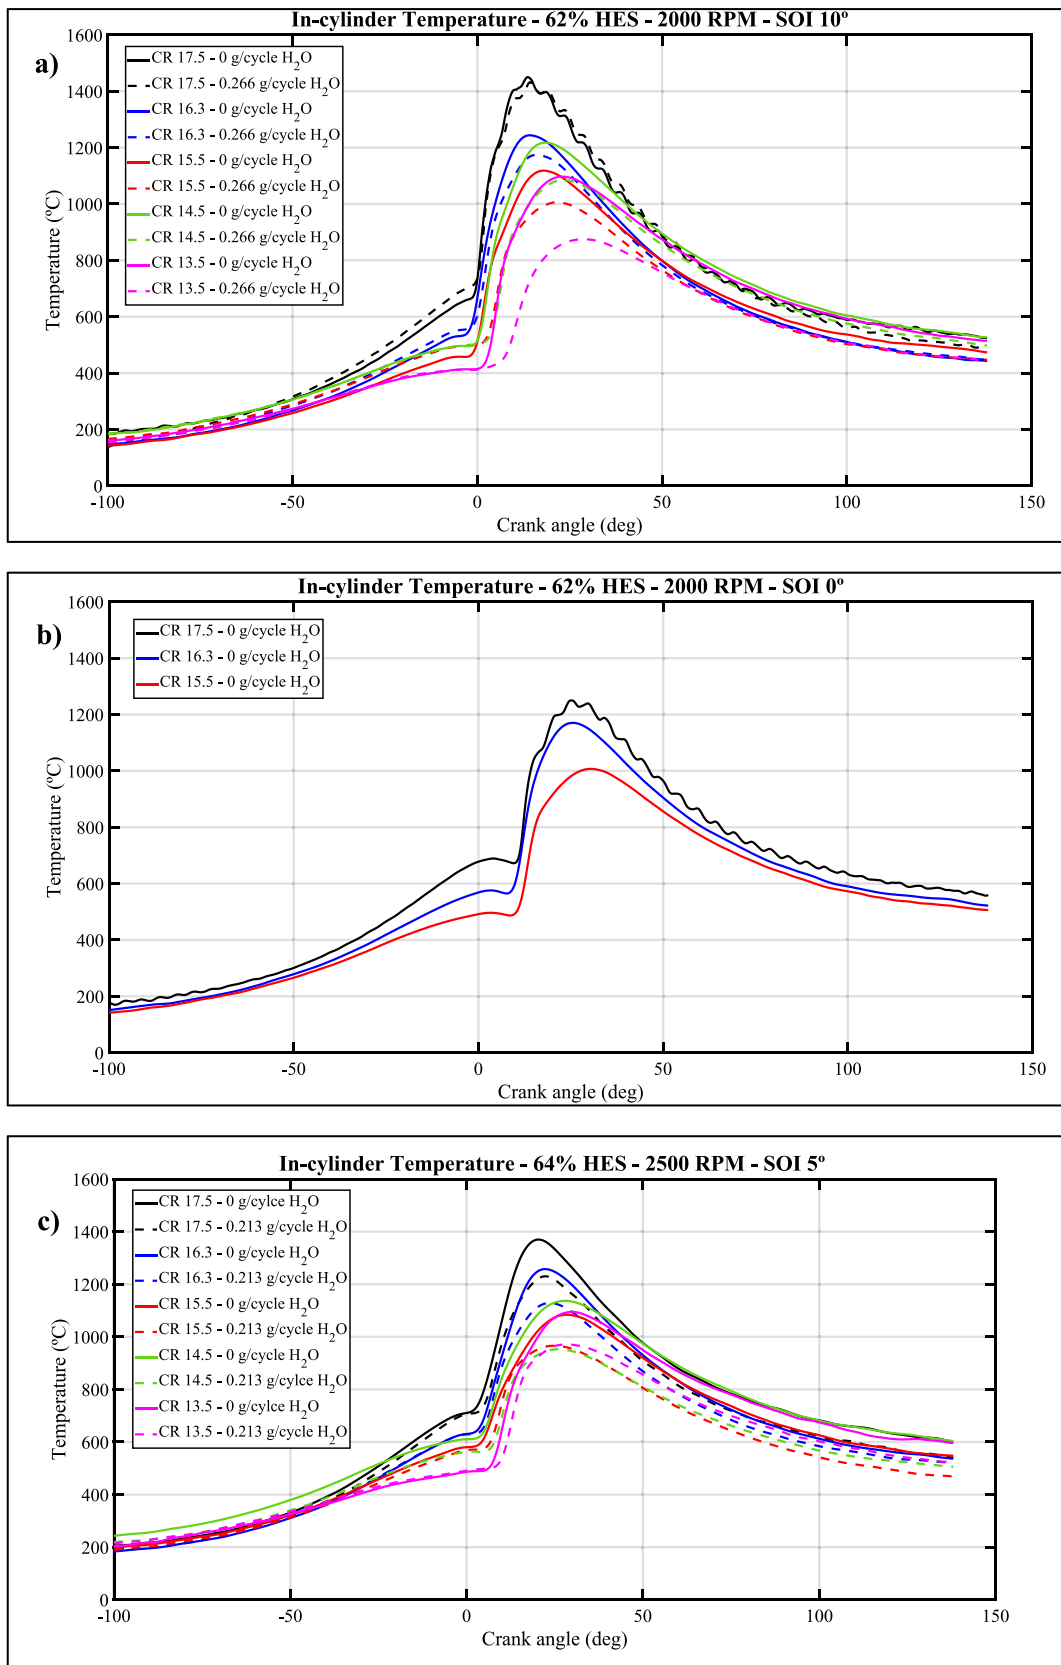 In-cylinder Temperature - 62% HES - 2000 RPM - SOI 10º
a)
CR 17.5 - 0 g/cycle H2O
CR 17.5 - 0.266 g/cycle H2O
CR 16.3 - 0 g/cycle H2O
CR 16.3 - 0.266 g/cycle H2O
CR 15.5 - 0 g/cycle H2O
CR 15.5 - 0.266 g/cycle H2O
CR 14.5 - 0 g/cycle H2O
CR 14.5 - 0.266 g/cycle H2O
CR 13.5 - 0 g/cycle H2O
CR 13.5 - 0.266 g/cycle H2O
Temperature (ºC)
1600
1400
1200
1000
800
600
400
200
0
-100 -50 0 50 100 150
Crank angle (deg)
In-cylinder Temperature - 62% HES - 2000 RPM - SOI 0º
b)
CR 17.5 - 0 g/cycle H2O
CR 16.3 - 0 g/cycle H2O
CR 15.5 - 0 g/cycle H2O
Temperature (ºC)
1600
1400
1200
1000
800
600
400
200
0
-100 -50 0 50 100 150
Crank angle (deg)
In-cylinder Temperature - 64% HES - 2500 RPM - SOI 5º
c)
CR 17.5 - 0 g/cylce H2O
CR 17.5 - 0.213 g/cycle H2O
CR 16.3 - 0 g/cycle H2O
CR 16.3 - 0.213 g/cycle H2O
CR 15.5 - 0 g/cycle H2O
CR 15.5 - 0.213 g/cycle H2O
CR 14.5 - 0 g/cycle H2O
CR 14.5 - 0.213 g/cylce H2O
CR 13.5 - 0 g/cylce H2O
CR 13.5 - 0.213 g/cycle H2O
Temperature (ºC)
1600
1400
1200
1000
800
600
400
200
0
-100 -50 0 50 100 150
Crank angle (deg)